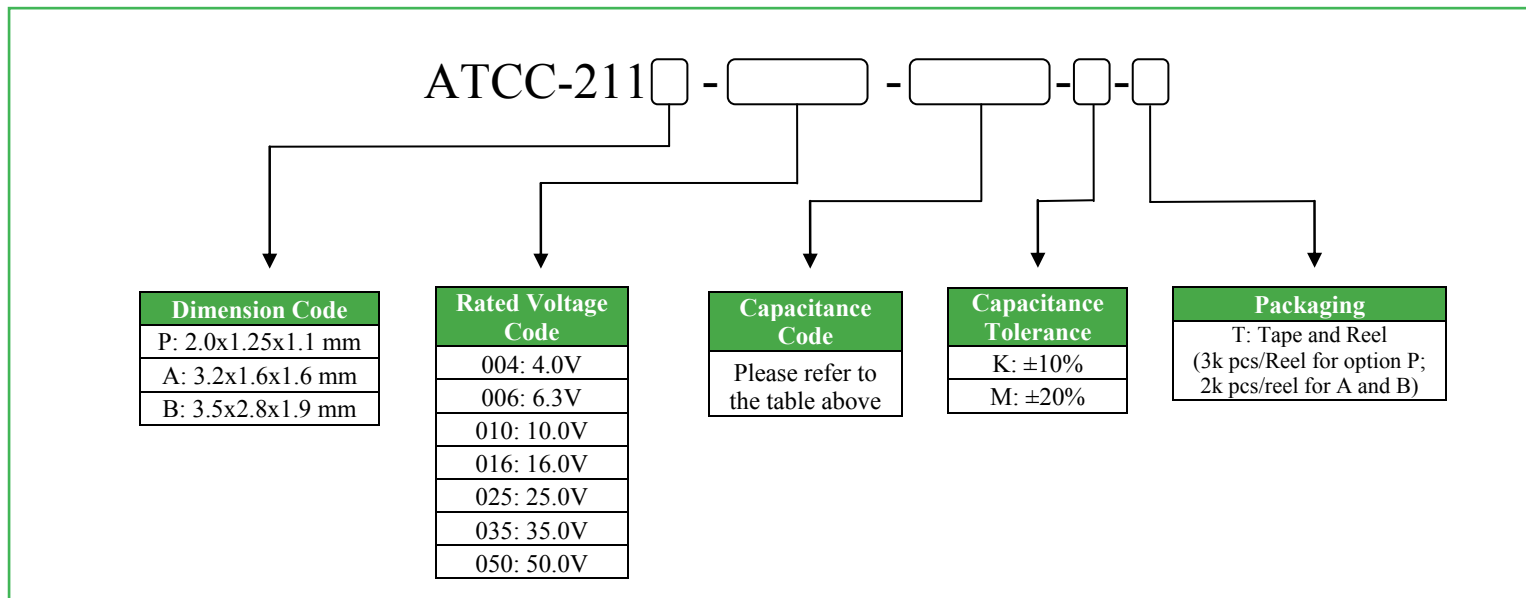 ATCC-211 - - - -
Dimension Code
P: 2.0x1.25x1.1 mm
A: 3.2x1.6x1.6 mm
B: 3.5x2.8x1.9 mm
Rated Voltage
Code
004: 4.0V
006: 6.3V
010: 10.0V
016: 16.0V
025: 25.0V
035: 35.0V
050: 50.0V
Capacitance
Code
Please refer to
the table above
Capacitance
Tolerance
K: ±10%
M: ±20%
Packaging
T: Tape and Reel
(3k pcs/Reel for option P;
2k pcs/reel for A and B)